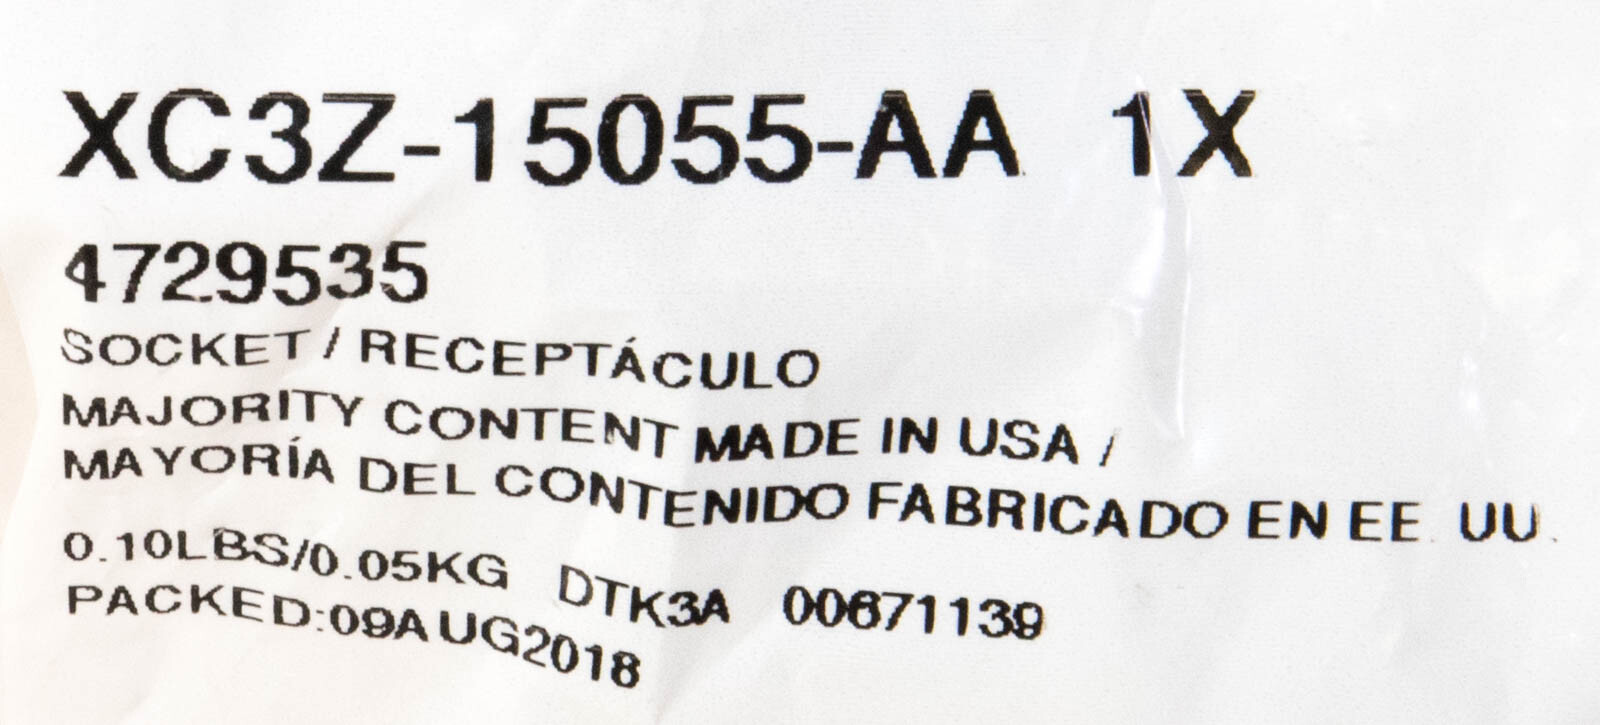 XC3Z-15055-AA 1X
4729535
SOCKET / RECEPTÁCULO
MAJORITY CONTENT MADE IN USA /
MAYORÍA DEL CONTENIDO FABRICADO EN EE. UU.
0.10LBS/0.05KG DTK3A 00671139
PACKED:09AUG2018